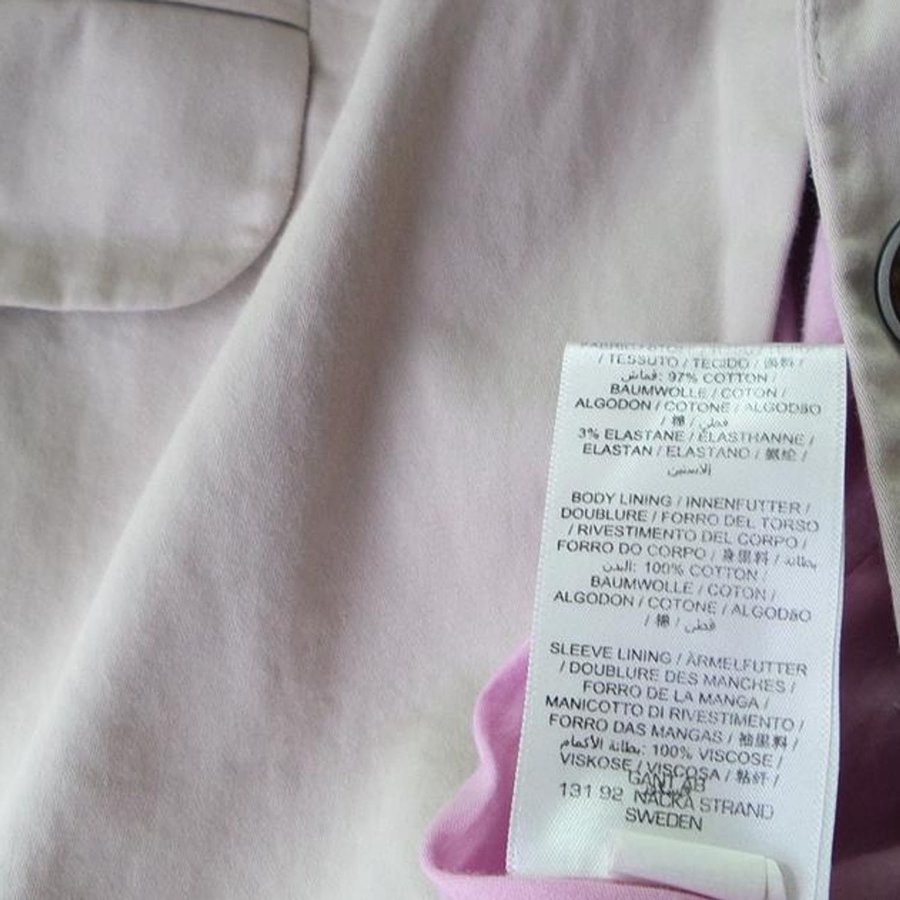 / TESSUTO / TECIDO / 面料 /
قماش: 97% COTTON /
BAUMWOLLE / COTON /
ALGODON / COTONE / ALGODãO
/ 棉 / قطن
3% ELASTANE / ELASTHANNE /
ELASTAN / ELASTANO / 氨纶 /
الاستين
BODY LINING / INNENFUTTER /
DOUBLURE / FORRO DEL TORSO
/ RIVESTIMENTO DEL CORPO /
FORRO DO CORPO / 身里料 / بطانة
البدن: 100% COTTON /
BAUMWOLLE / COTON /
ALGODON / COTONE / ALGODãO
/ 棉 / قطن
SLEEVE LINING / ÄRMELFUTTER
/ DOUBLURE DES MANCHES /
FORRO DE LA MANGA /
MANICOTTO DI RIVESTIMENTO /
FORRO DAS MANGAS / 袖里料 /
بطانة الأكمام: 100% VISCOSE /
VISKOSE / VISCOSA / 粘纤 /
GANT AB
131 92 NACKA STRAND
SWEDEN